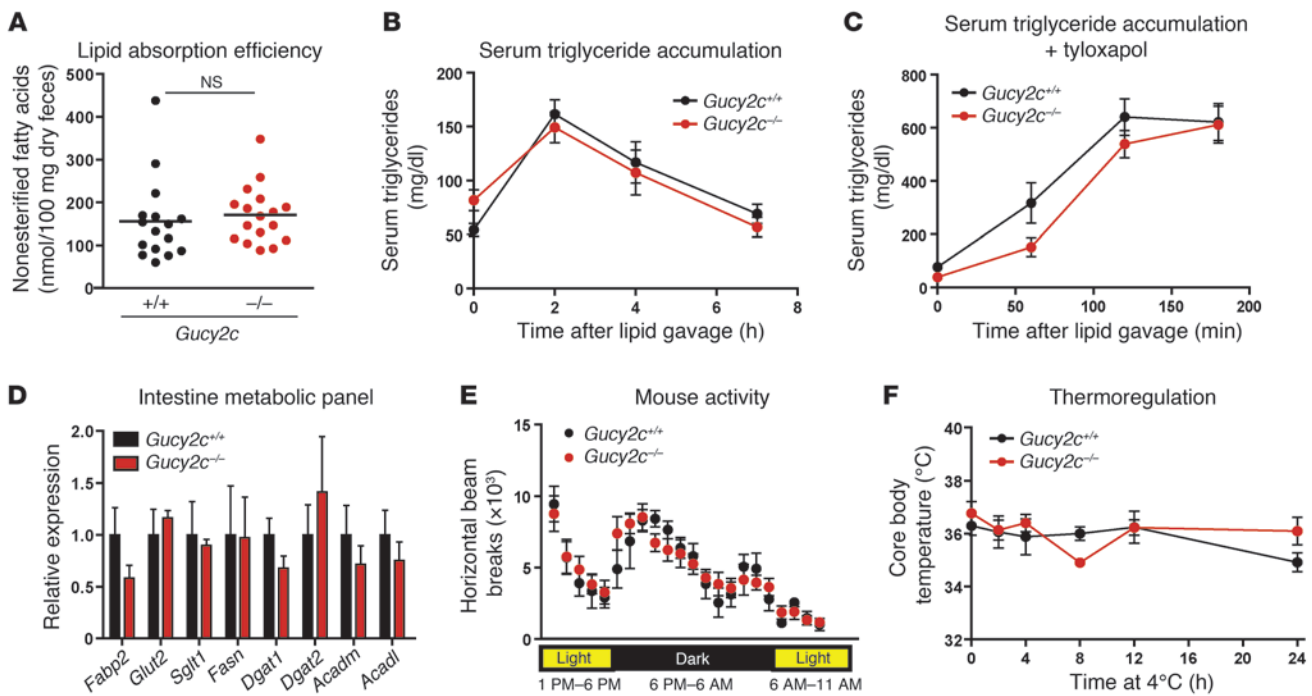 A
Lipid absorption efficiency
Nonesterified fatty acids
(nmol/100 mg dry feces)
500
400
300
200
100
0
NS
+/+
–/–
Gucy2c
B
Serum triglyceride accumulation
Serum triglycerides
(mg/dl)
200
150
100
50
0
Gucy2c+/+
Gucy2c–/–
0
2
4
6
8
Time after lipid gavage (h)
C
Serum triglyceride accumulation
+ tyloxapol
Serum triglycerides
(mg/dl)
800
600
400
200
0
Gucy2c+/+
Gucy2c–/–
0
50
100
150
200
Time after lipid gavage (min)
D
Intestine metabolic panel
Relative expression
2.0
1.5
1.0
0.5
0
Gucy2c+/+
Gucy2c–/–
Fabp2
Glut2
Sglt1
Fasn
Dgat1
Dgat2
Acadm
Acadl
E
Mouse activity
Horizontal beam
breaks (×10³)
15
10
5
0
Gucy2c+/+
Gucy2c–/–
Light
Dark
Light
1 PM–6 PM
6 PM–6 AM
6 AM–11 AM
F
Thermoregulation
Core body
temperature (°C)
40
38
36
34
32
Gucy2c+/+
Gucy2c–/–
0
4
8
12
16
20
24
Time at 4°C (h)